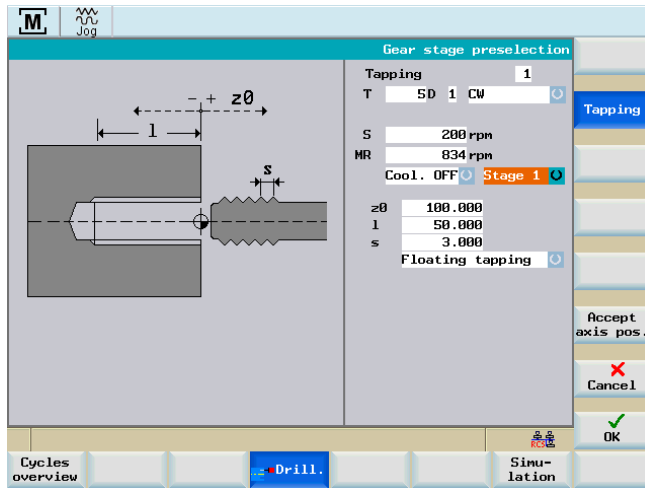 M
Jog
Gear stage preselection
- + z0
l
s
Tapping 1
T 5 D 1 CW
S 200 rpm
MR 834 rpm
Cool. OFF Stage 1
z0 100.000
l 50.000
s 3.000
Floating tapping
Tapping
Accept
axis pos.
Cancel
OK
RCS
Cycles
overview
Drill.
Simu-
lation